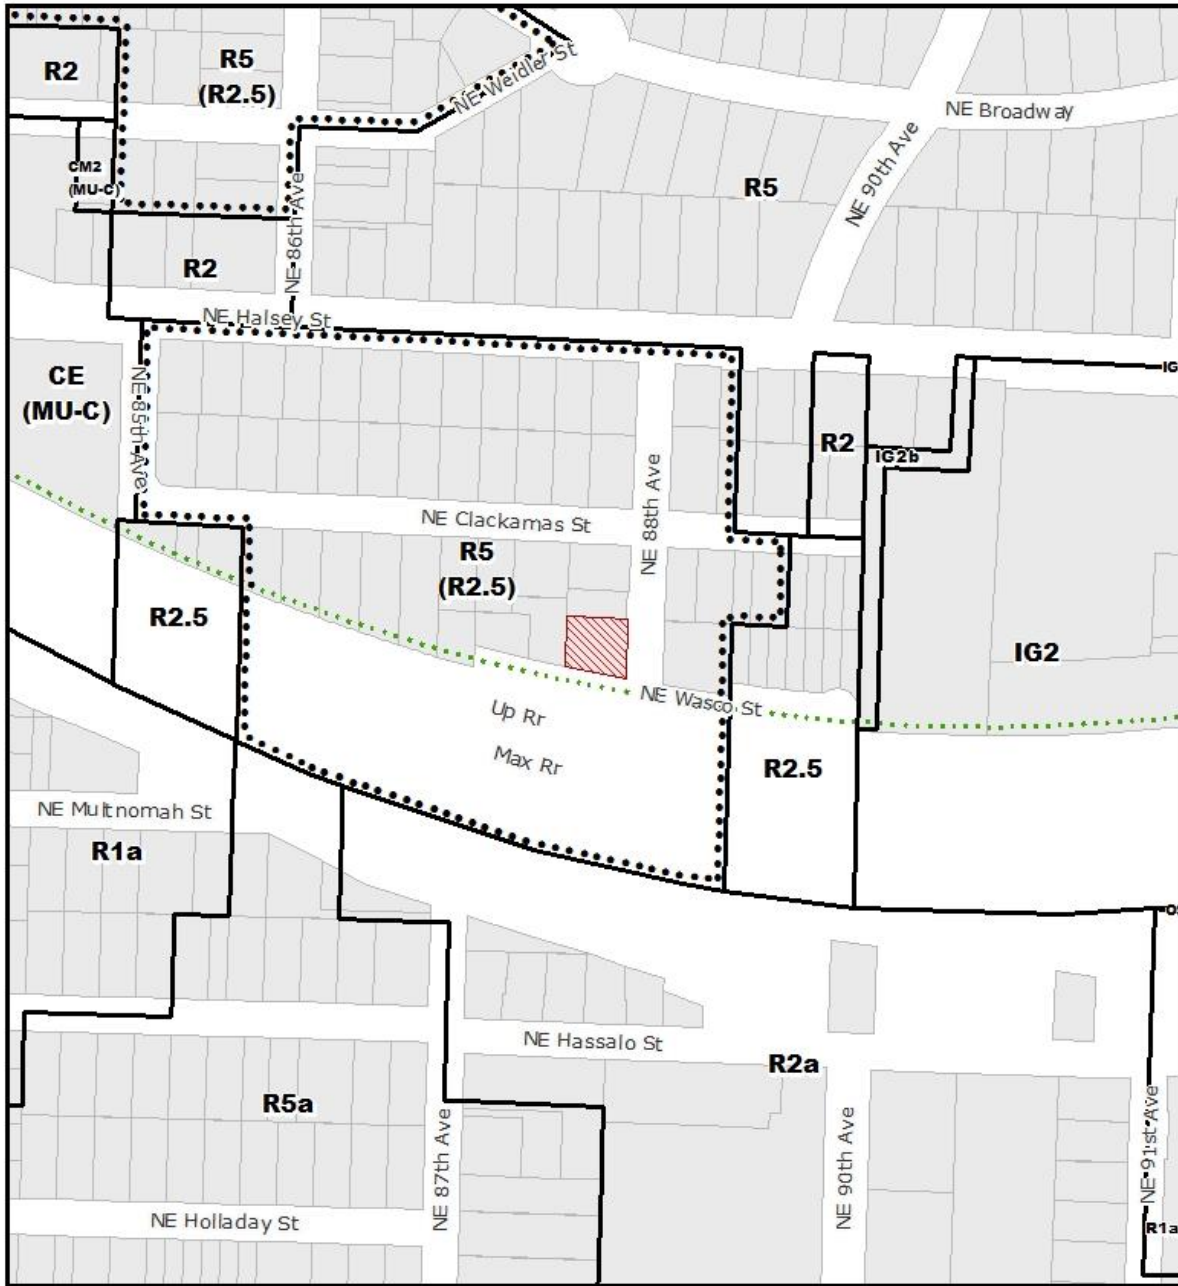 R2
R5
(R2.5)
NE Weidler St
NE Broadway
CM2
(MU-C)
NE 86th Ave
R5
NE 90th Ave
R2
NE Halsey St
CE
(MU-C)
NE 85th Ave
IG
R2
IG2b
NE Clackamas St
NE 88th Ave
R5
(R2.5)
R2.5
IG2
NE Wasco St
Up Rr
Max Rr
R2.5
NE Multnomah St
R1a
NE Hassalo St
R2a
R5a
NE 87th Ave
NE 90th Ave
NE 91st Ave
NE Holladay St
R1a